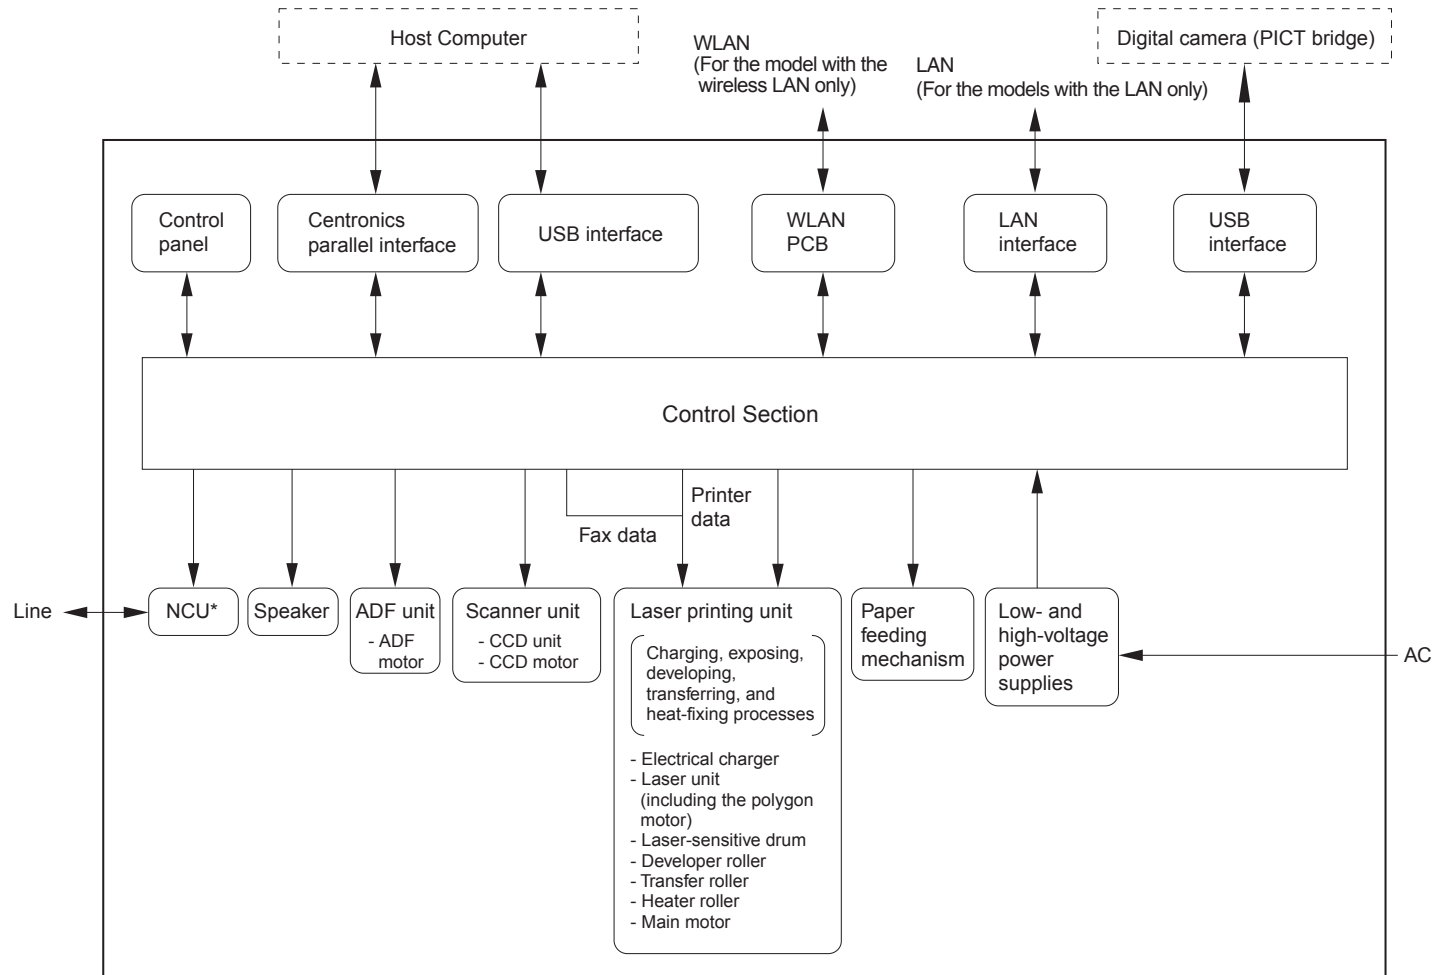 Host Computer
WLAN
(For the model with the
wireless LAN only)
LAN
(For the models with the LAN only)
Digital camera (PICT bridge)
Control
panel
Centronics
parallel interface
USB interface
WLAN
PCB
LAN
interface
USB
interface
Control Section
Printer
data
Fax data
Line
NCU*
Speaker
ADF unit
- ADF
motor
Scanner unit
- CCD unit
- CCD motor
Laser printing unit
Charging, exposing,
developing,
transferring, and
heat-fixing processes
- Electrical charger
- Laser unit
(including the polygon
motor)
- Laser-sensitive drum
- Developer roller
- Transfer roller
- Heater roller
- Main motor
Paper
feeding
mechanism
Low- and
high-voltage
power
supplies
AC